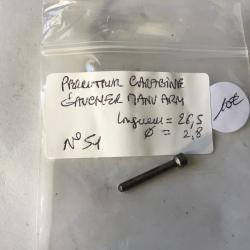 PERCUTEUR CARABINE
GAUCHER MANU ARM
Longueur = 26,5
Ø = 2,8
N° 51
10€